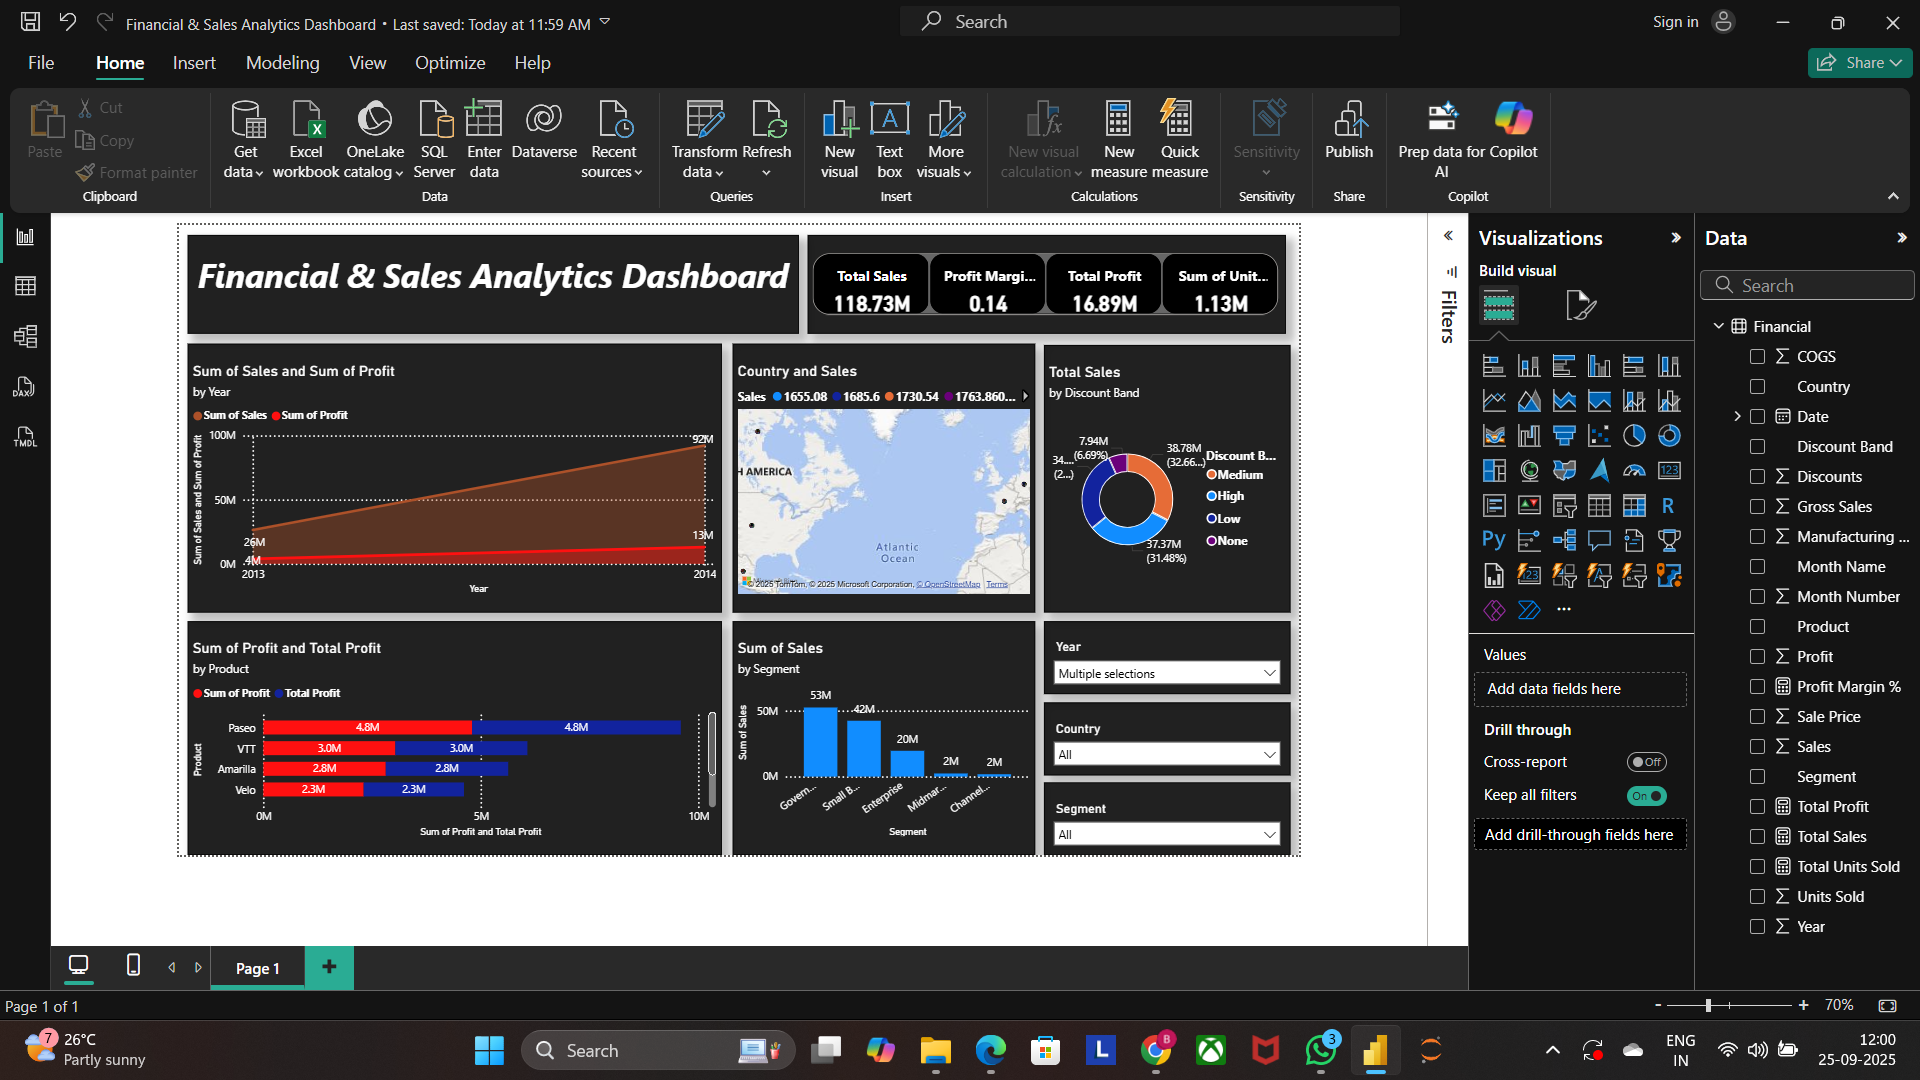 Financial & Sales Analytics Dashboard • Last saved: Today at 11:59 AM
Search
Sign in
File
Home
Insert
Modeling
View
Optimize
Help
Share
Paste
Cut
Copy
Format painter
Clipboard
Get data
Excel workbook
OneLake catalog
SQL Server
Enter data
Dataverse
Recent sources
Data
Transform data
Refresh
Queries
New visual
Text box
More visuals
Insert
New visual calculation
New measure
Quick measure
Calculations
Sensitivity
Sensitivity
Publish
Share
Prep data for AI
Copilot
Copilot
Financial & Sales Analytics Dashboard
Total Sales
118.73M
Profit Margi...
0.14
Total Profit
16.89M
Sum of Unit...
1.13M
Sum of Sales and Sum of Profit
by Year
Sum of Sales
Sum of Profit
Sum of Sales and Sum of Profit
100M
50M
0M
92M
26M
13M
4M
2013
2014
Year
Country and Sales
Sales
1655.08
1685.6
1730.54
1763.860...
H AMERICA
Atlantic
Ocean
© 2025 TomTom, © 2025 Microsoft Corporation, © OpenStreetMap Terms
Total Sales
by Discount Band
7.94M
(6.69%)
38.78M
(32.66...)
34....
(2...)
37.37M
(31.48%)
Discount B...
Medium
High
Low
None
Sum of Profit and Total Profit
by Product
Sum of Profit
Total Profit
Product
Paseo
4.8M
4.8M
VTT
3.0M
3.0M
Amarilla
2.8M
2.8M
Velo
2.3M
2.3M
0M
5M
10M
Sum of Profit and Total Profit
Sum of Sales
by Segment
Sum of Sales
50M
0M
53M
42M
20M
2M
2M
Govern...
Small B...
Enterprise
Midmar...
Channel...
Segment
Year
Multiple selections
Country
All
Segment
All
Filters
Visualizations
Build visual
123
R
Py
Values
Add data fields here
Drill through
Cross-report
Off
Keep all filters
On
Add drill-through fields here
Data
Search
Financial
COGS
Country
Date
Discount Band
Discounts
Gross Sales
Manufacturing ...
Month Name
Month Number
Product
Profit
Profit Margin %
Sale Price
Sales
Segment
Total Profit
Total Sales
Total Units Sold
Units Sold
Year
DAX
TMDL
Page 1
Page 1 of 1
70%
7
26°C
Partly sunny
Search
L
B
3
ENG
IN
12:00
25-09-2025